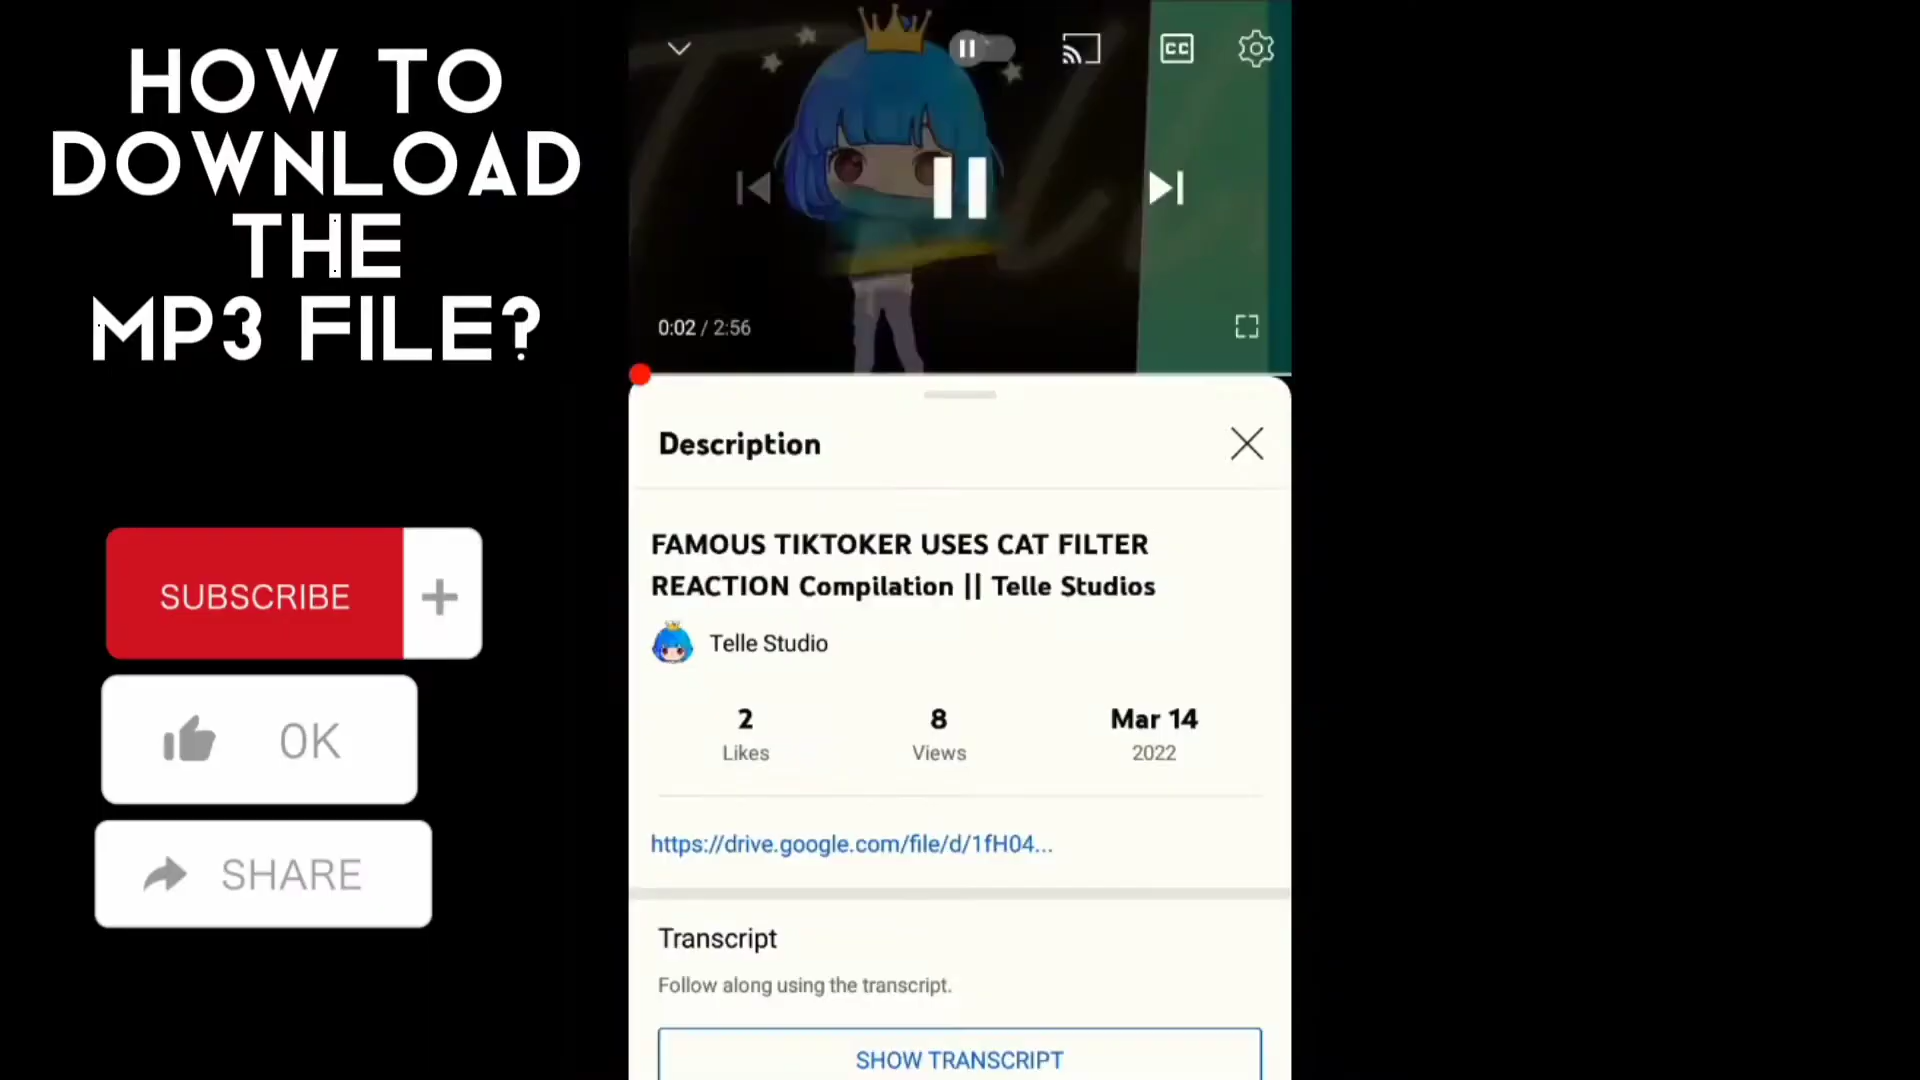 HOW TO
DOWNLOAD
THE
MP3 FILE?
SUBSCRIBE +
0K
SHARE
CC
0:02 / 2:56
Description
FAMOUS TIKTOKER USES CAT FILTER
REACTION Compilation || Telle Studios
Telle Studio
2 8 Mar 14
Likes Views 2022
https://drive.google.com/file/d/1fH04...
Transcript
Follow along using the transcript.
SHOW TRANSCRIPT